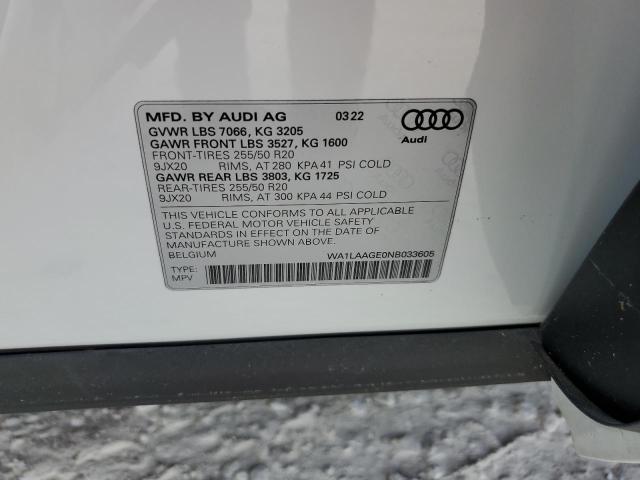 MFD. BY AUDI AG 03 22
GVWR LBS 7066, KG 3205
GAWR FRONT LBS 3527, KG 1600
FRONT-TIRES 255/50 R20
9JX20 RIMS, AT 280 KPA 41 PSI COLD
GAWR REAR LBS 3803, KG 1725
REAR-TIRES 255/50 R20
9JX20 RIMS, AT 300 KPA 44 PSI COLD
Audi
THIS VEHICLE CONFORMS TO ALL APPLICABLE
U.S. FEDERAL MOTOR VEHICLE SAFETY
STANDARDS IN EFFECT ON THE DATE OF
MANUFACTURE SHOWN ABOVE.
BELGIUM WA1LAAGE0NB033605
TYPE:
MPV